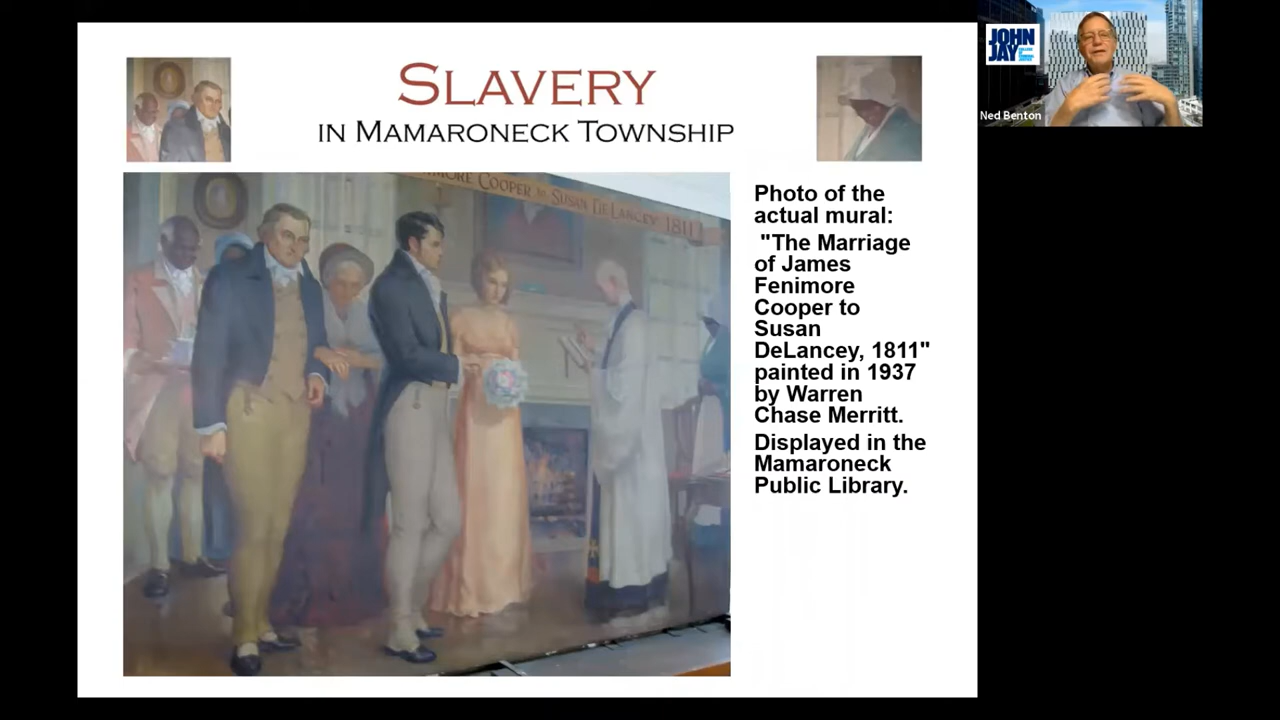 SLAVERY
IN MAMARONECK TOWNSHIP
COOPER to SUSAN DE LANCEY, 1811
Photo of the
actual mural:
"The Marriage
of James
Fenimore
Cooper to
Susan
DeLancey, 1811"
painted in 1937
by Warren
Chase Merritt.
Displayed in the
Mamaroneck
Public Library.
JOHN
JAY
Ned Benton